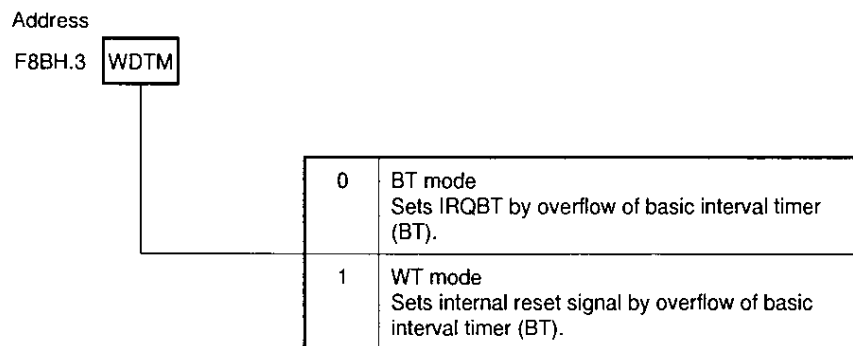 Address
F8BH.3 WDTM
0 BT mode
Sets IRQBT by overflow of basic interval timer
(BT).
1 WT mode
Sets internal reset signal by overflow of basic
interval timer (BT).